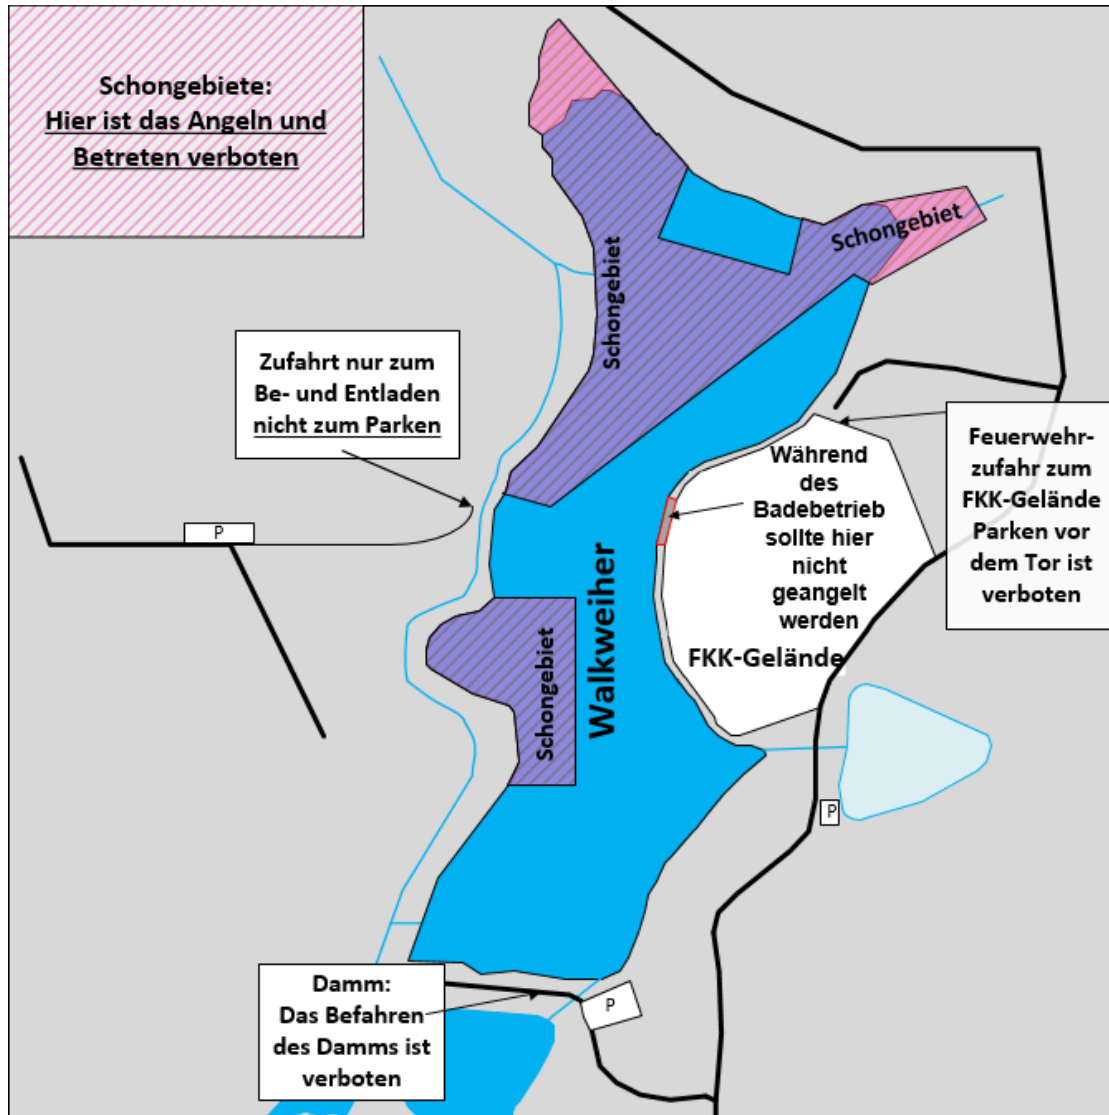 Schongebiete:
Hier ist das Angeln und
Betreten verboten
Schongebiet
Schongebiet
Zufahrt nur zum
Be- und Entladen
nicht zum Parken
Feuerwehr-
zufahr zum
FKK-Gelände
Parken vor
dem Tor ist
verboten
Während
des
Badebetrieb
sollte hier
nicht
geangelt
werden
FKK-Gelände
P
Walkweiher
Schongebiet
P
Damm:
Das Befahren
des Damms ist
verboten
P